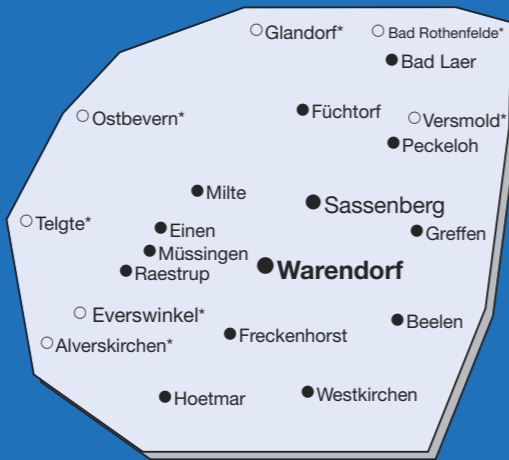 Glandorf*
Bad Rothenfelde*
Bad Laer
Füchtorf
Ostbevern*
Versmold*
Peckeloh
Milte
Sassenberg
Telgte*
Einen
Greffen
Müssingen
Warendorf
Raestrup
Everswinkel*
Beelen
Freckenhorst
Alverskirchen*
Westkirchen
Hoetmar